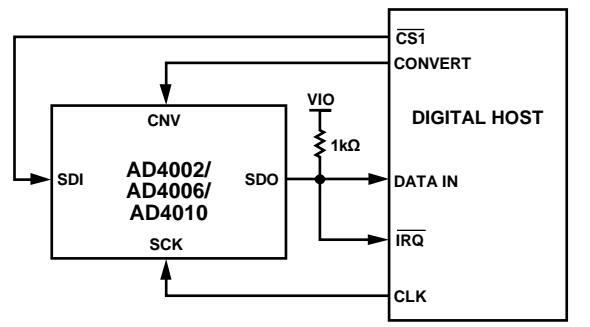 CS1
CONVERT
VIO
CNV
DIGITAL HOST
1kΩ
AD4002/
AD4006/
AD4010
SDI
SDO
DATA IN
SCK
IRQ
CLK